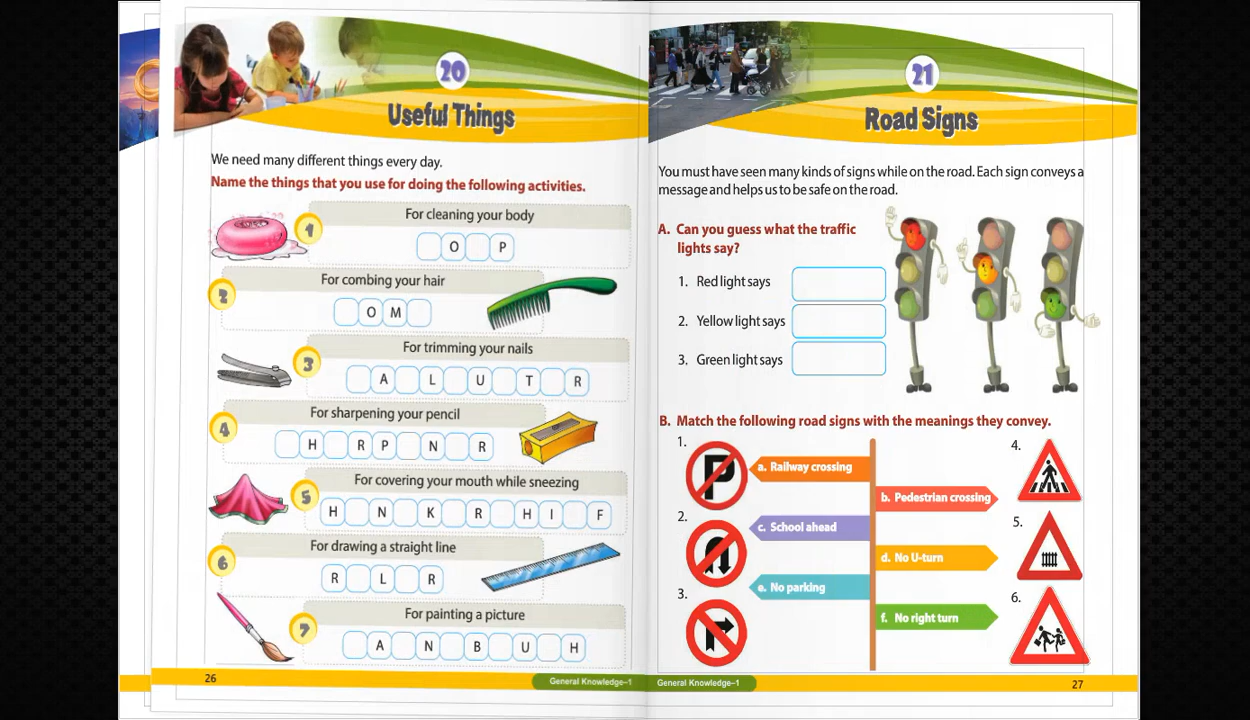 20
Useful Things
We need many different things every day.
Name the things that you use for doing the following activities.
1
For cleaning your body
O P
2
For combing your hair
O M
3
For trimming your nails
A L U T R
4
For sharpening your pencil
H R P N R
5
For covering your mouth while sneezing
H N K R H I F
6
For drawing a straight line
R L R
7
For painting a picture
A N B U H
26
General Knowledge–1
21
Road Signs
You must have seen many kinds of signs while on the road. Each sign conveys a
message and helps us to be safe on the road.
A. Can you guess what the traffic
lights say?
1. Red light says
2. Yellow light says
3. Green light says
B. Match the following road signs with the meanings they convey.
1.
P
2.
3.
a. Railway crossing
b. Pedestrian crossing
c. School ahead
d. No U-turn
e. No parking
f. No right turn
4.
5.
6.
General Knowledge–1
27